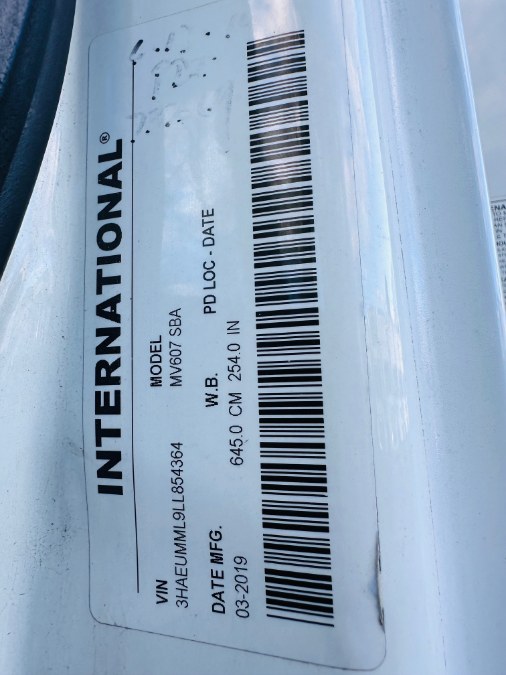 INTERNATIONAL®
VIN MODEL
3HAEUMML9LL854364 MV607 SBA
DATE MFG. W.B. PD LOC - DATE
03-2019 645.0 CM 254.0 IN